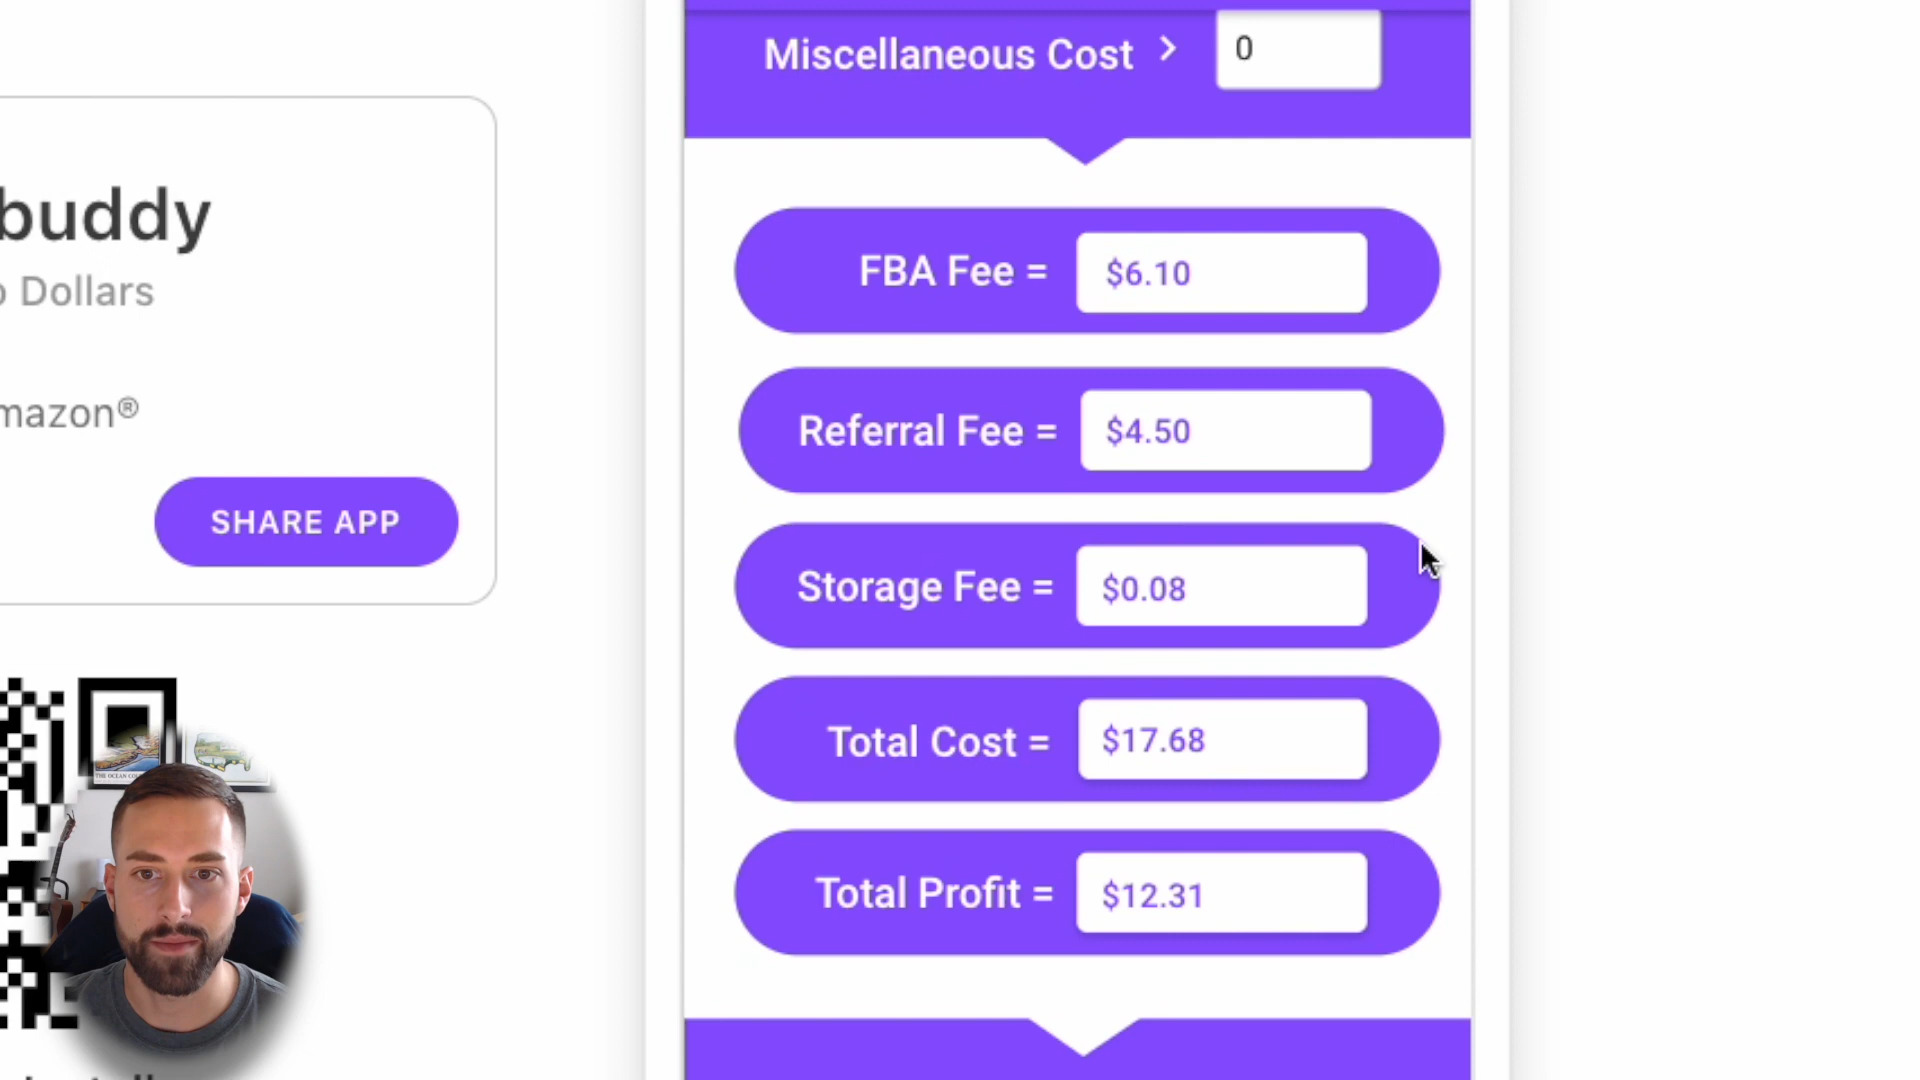 Miscellaneous Cost > 0
buddy
Dollars
mazon®
SHARE APP
FBA Fee = $6.10
Referral Fee = $4.50
Storage Fee = $0.08
Total Cost = $17.68
Total Profit = $12.31